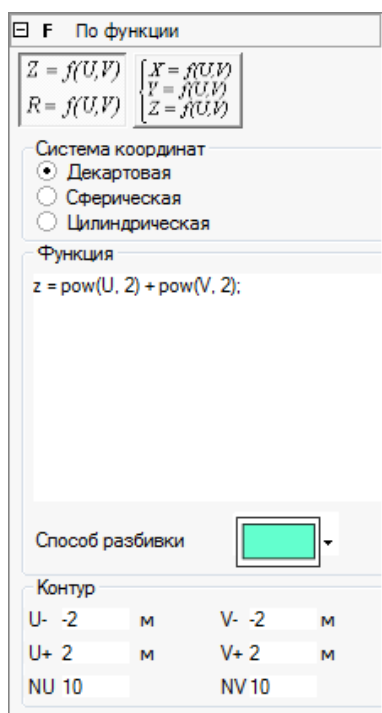 F По функции
Z = f(U,V)
R = f(U,V)
X = f(U,V)
Y = f(U,V)
Z = f(U,V)
Система координат
Декартовая
Сферическая
Цилиндрическая
Функция
z = pow(U, 2) + pow(V, 2);
Способ разбивки
Контур
U- -2 м V- -2 м
U+ 2 м V+ 2 м
NU 10 NV 10